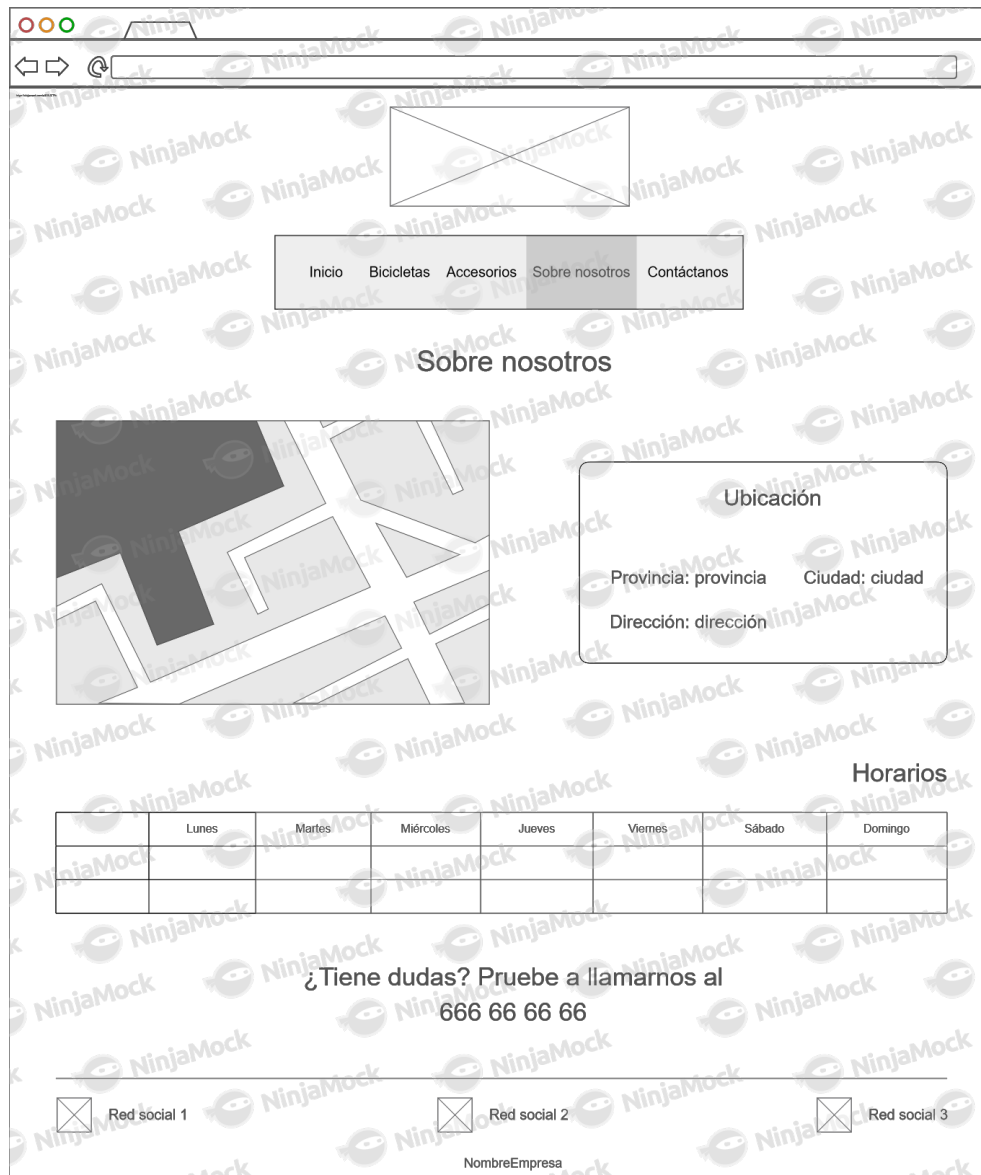 Inicio Bicicletas Accesorios Sobre nosotros Contáctanos
Sobre nosotros
Ubicación
Provincia: provincia Ciudad: ciudad
Dirección: dirección
Horarios
Lunes Martes Miércoles Jueves Viernes Sábado Domingo
¿Tiene dudas? Pruebe a llamarnos al
666 66 66 66
Red social 1 Red social 2 Red social 3
NombreEmpresa
NinjaMock